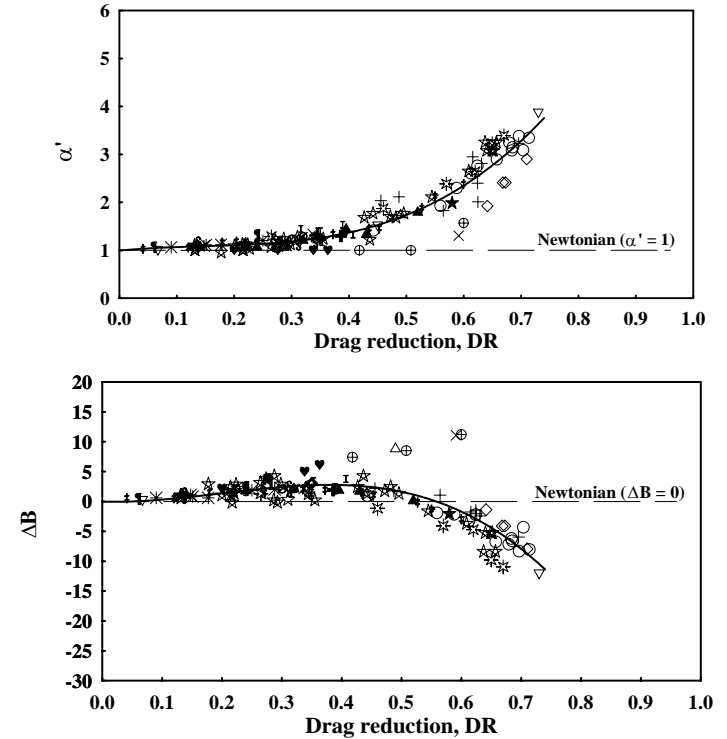 6
5
4
α'
3
2
Newtonian (α' = 1)
1
0
0.0 0.1 0.2 0.3 0.4 0.5 0.6 0.7 0.8 0.9 1.0
Drag reduction, DR
20
15
10
5
Newtonian (ΔB = 0)
0
ΔB
-5
-10
-15
-20
-25
-30
0.0 0.1 0.2 0.3 0.4 0.5 0.6 0.7 0.8 0.9 1.0
Drag reduction, DR